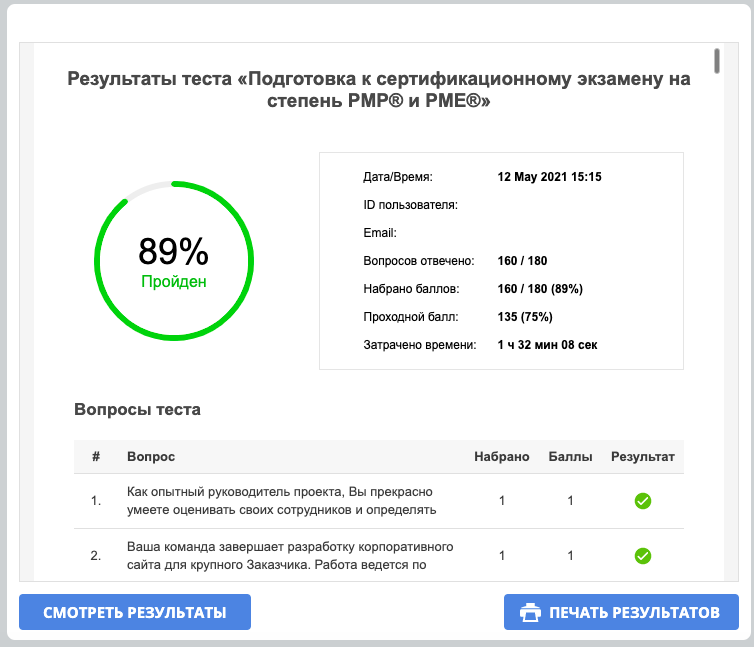 Результаты теста «Подготовка к сертификационному экзамену на
степень PMP® и PME®»
89%
Пройден
Дата/Время: 12 May 2021 15:15
ID пользователя:
Email:
Вопросов отвечено: 160 / 180
Набрано баллов: 160 / 180 (89%)
Проходной балл: 135 (75%)
Затрачено времени: 1 ч 32 мин 08 сек
Вопросы теста
# Вопрос Набрано Баллы Результат
1. Как опытный руководитель проекта, Вы прекрасно 1 1
умеете оценивать своих сотрудников и определять
2. Ваша команда завершает разработку корпоративного 1 1
сайта для крупного Заказчика. Работа ведется по
СМОТРЕТЬ РЕЗУЛЬТАТЫ
ПЕЧАТЬ РЕЗУЛЬТАТОВ